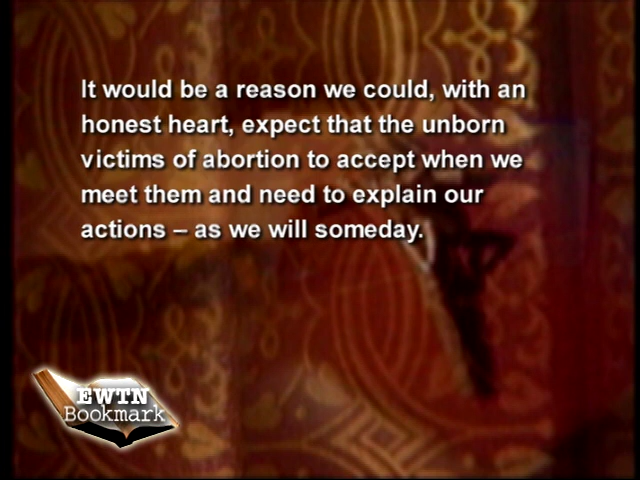 It would be a reason we could, with an
honest heart, expect that the unborn
victims of abortion to accept when we
meet them and need to explain our
actions – as we will someday.
EWTN
Bookmark